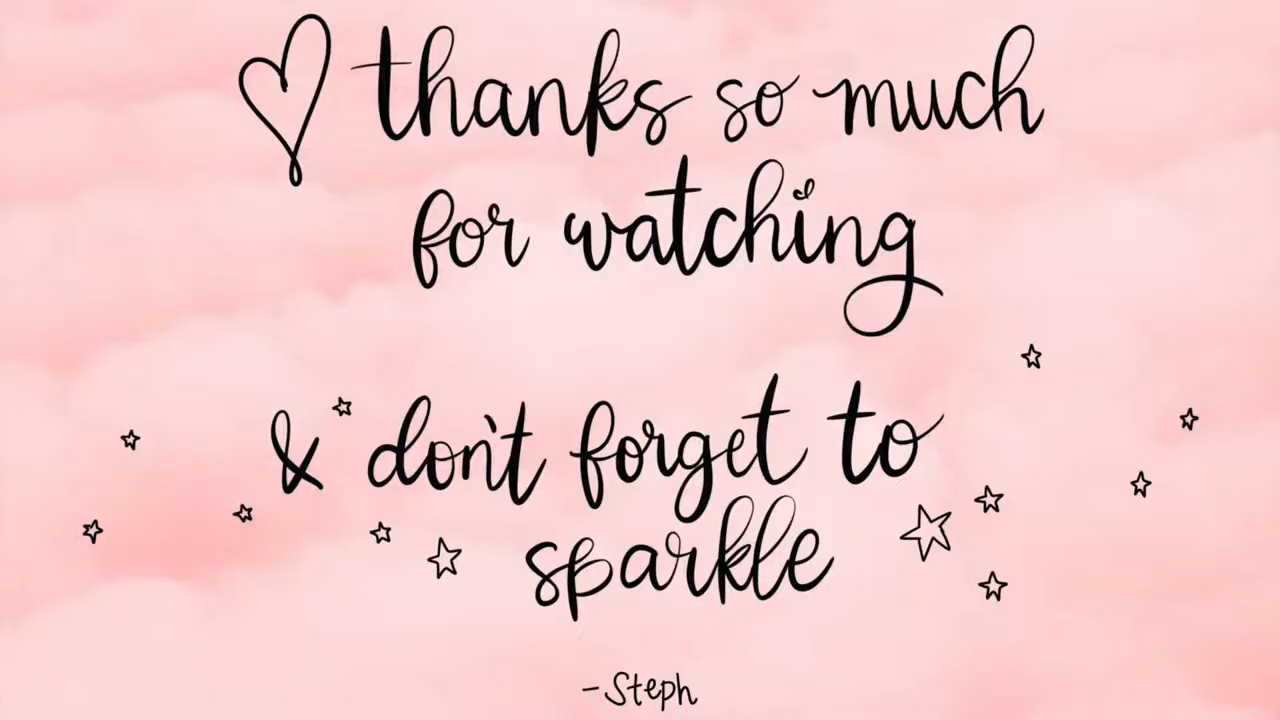 thanks so much
for watching
& don't forget to
sparkle
-Steph